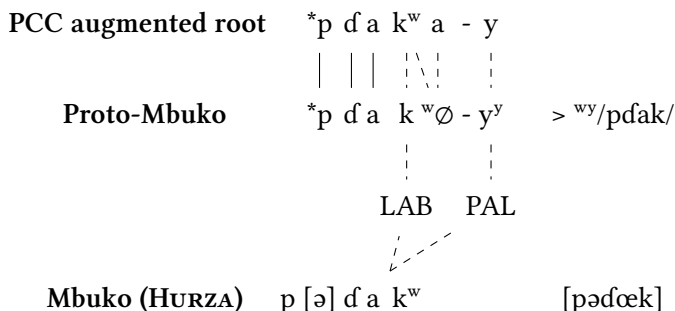 PCC augmented root *p ɗ a kʷ a - y
Proto-Mbuko *p ɗ a k ʷ∅ - yʸ > ʷʸ/pɗak/
LAB PAL
Mbuko (Hurza) p [ə] ɗ a kʷ [pəɗœk]